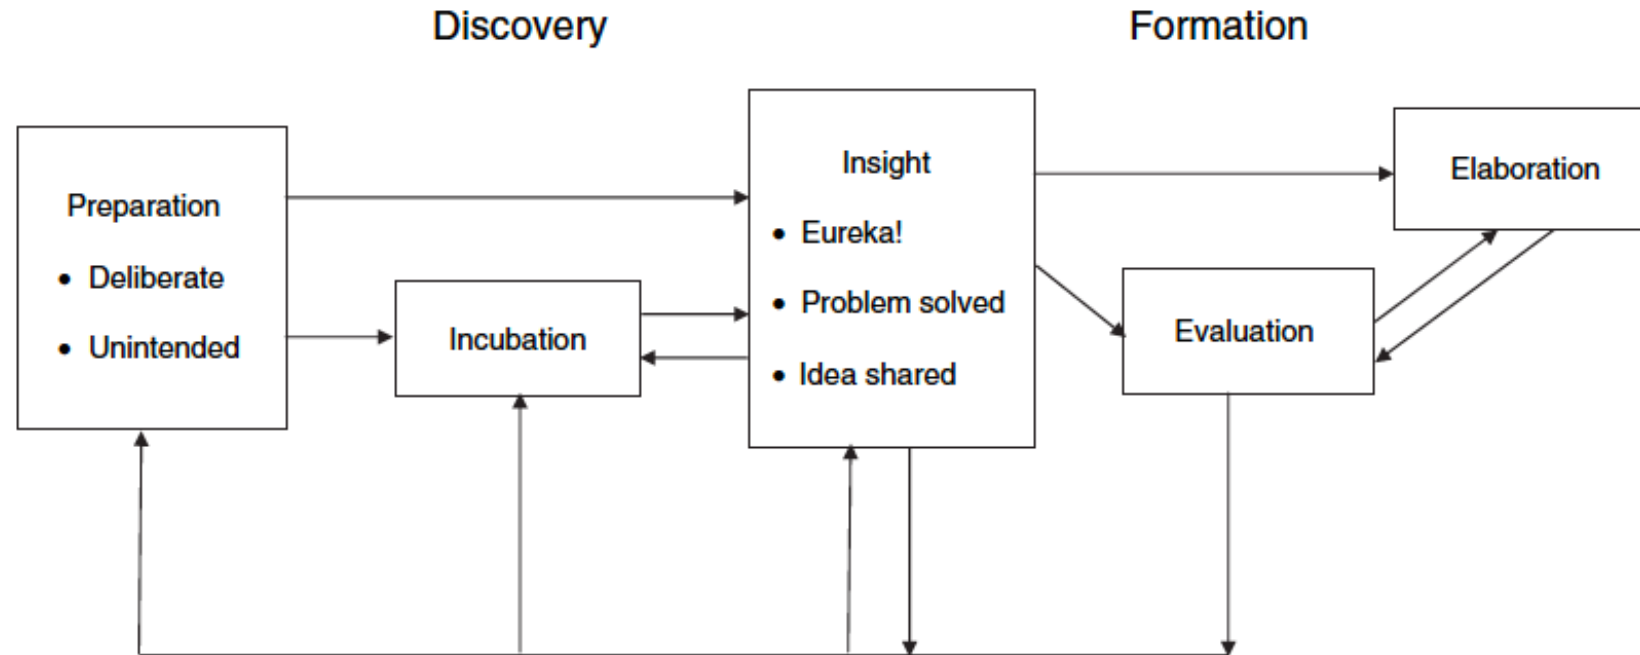 Discovery
Formation
Preparation
• Deliberate
• Unintended
Incubation
Insight
• Eureka!
• Problem solved
• Idea shared
Evaluation
Elaboration